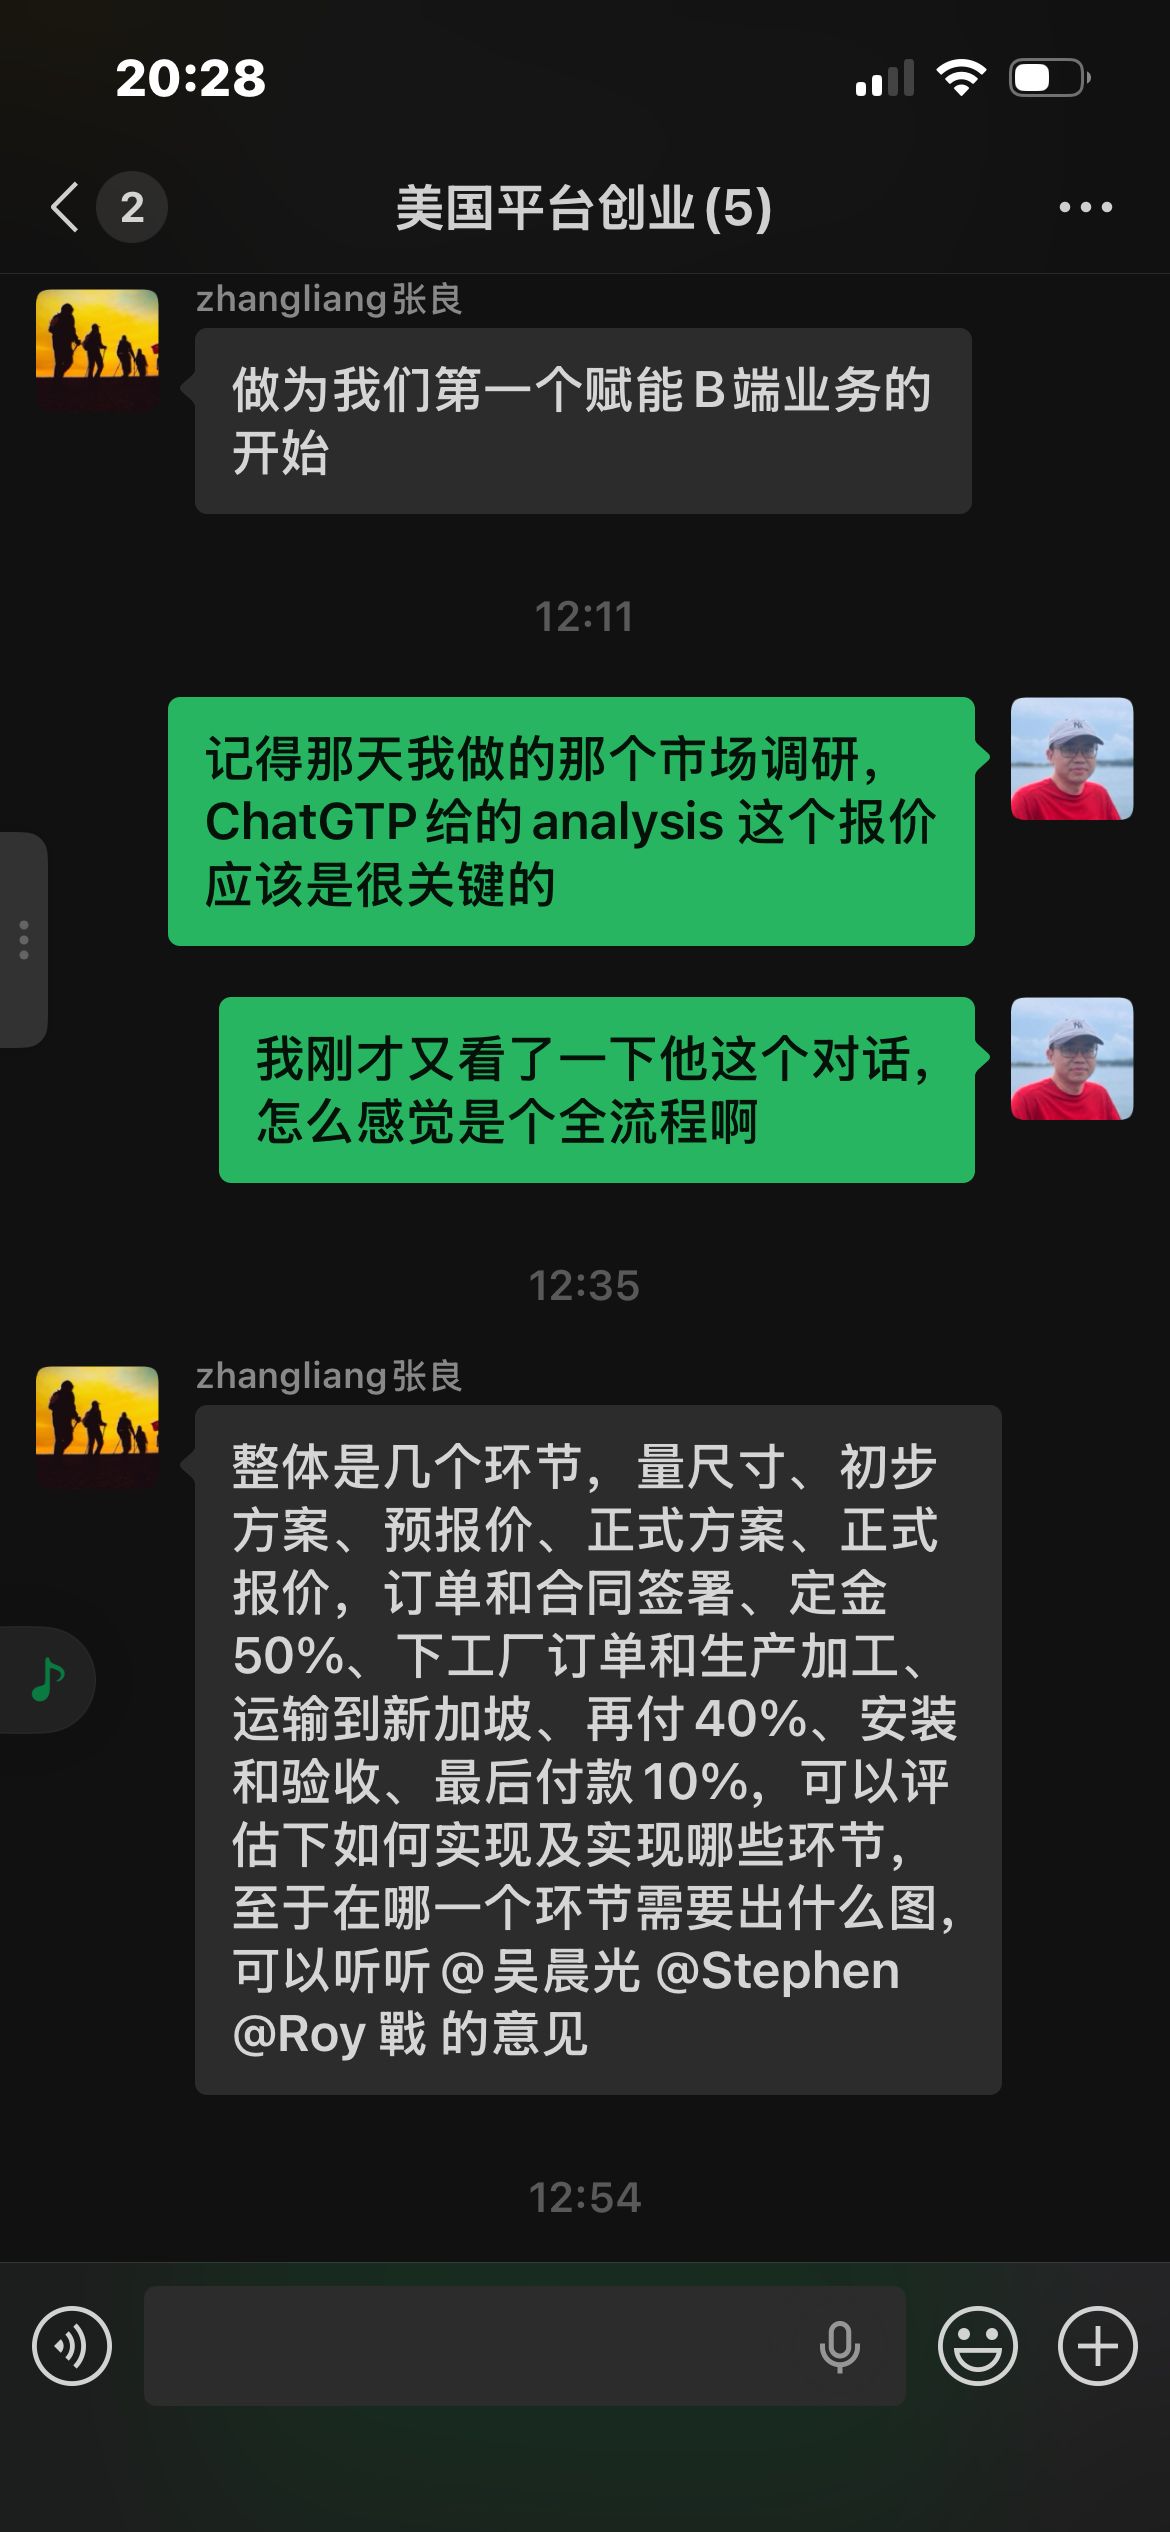 20:28
2
美国平台创业(5)
zhangliang张良
做为我们第一个赋能B端业务的
开始
12:11
记得那天我做的那个市场调研，
ChatGTP给的analysis 这个报价
应该是很关键的
我刚才又看了一下他这个对话，
怎么感觉是个全流程啊
12:35
zhangliang张良
整体是几个环节，量尺寸、初步
方案、预报价、正式方案、正式
报价，订单和合同签署、定金
50%、下工厂订单和生产加工、
运输到新加坡、再付40%、安装
和验收、最后付款10%，可以评
估下如何实现及实现哪些环节，
至于在哪一个环节需要出什么图，
可以听听@吴晨光 @Stephen
@Roy 戰 的意见
12:54